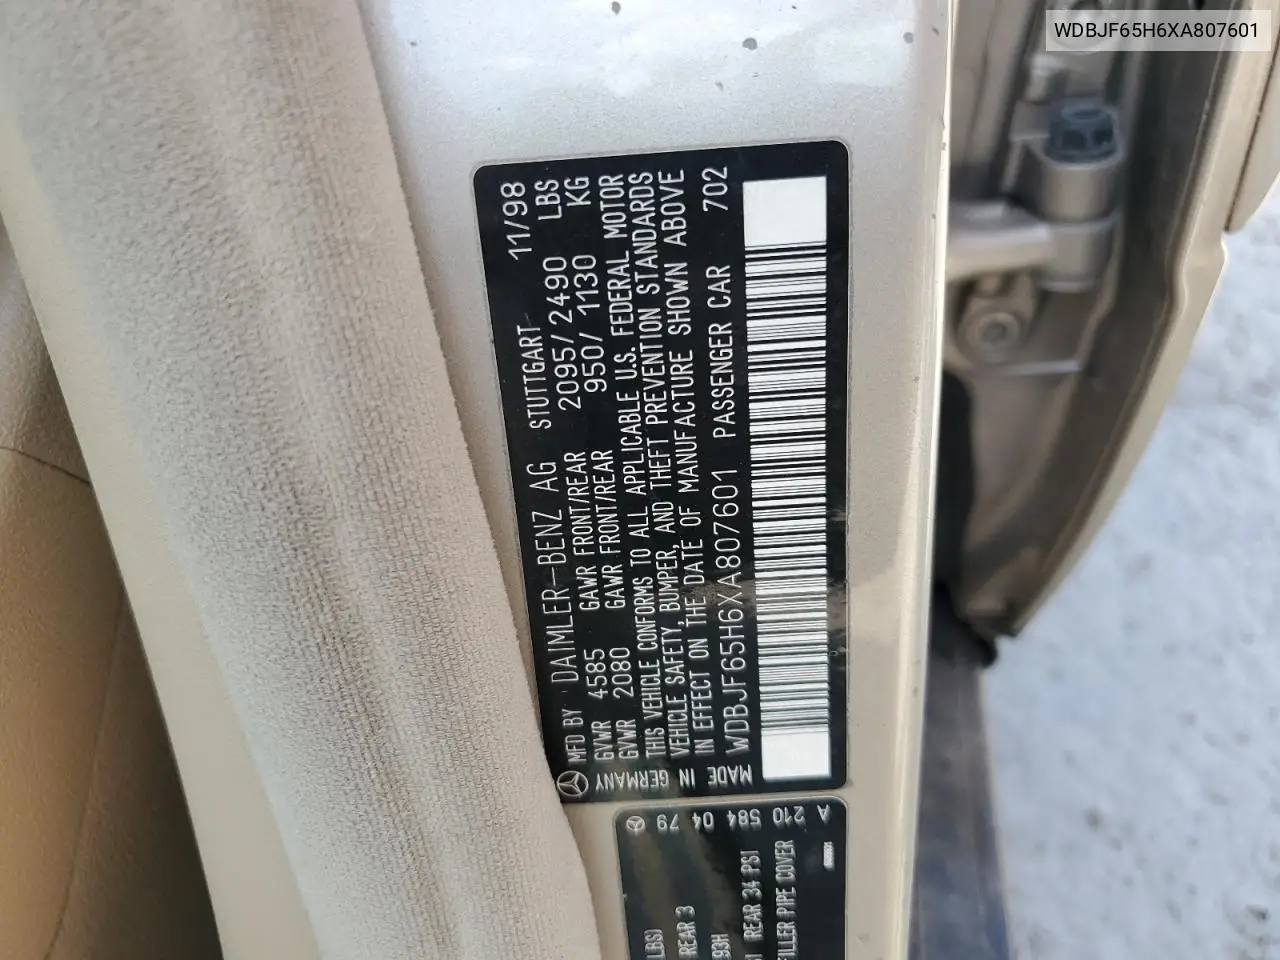 WDBJF65H6XA807601
MFD BY DAIMLER-BENZ AG STUTTGART 11/98
GVWR 4585 GAWR FRONT/REAR 2095/2490 LBS
GVWR 2080 GAWR FRONT/REAR 950/1130 KG
THIS VEHICLE CONFORMS TO ALL APPLICABLE U.S. FEDERAL MOTOR
VEHICLE SAFETY, BUMPER, AND THEFT PREVENTION STANDARDS
IN EFFECT ON THE DATE OF MANUFACTURE SHOWN ABOVE
WDBJF65H6XA807601 PASSENGER CAR 702
MADE IN GERMANY
A 210 584 04 79
LBS)
REAR 3
93H
REAR 34 PSI
FILLER PIPE COVER